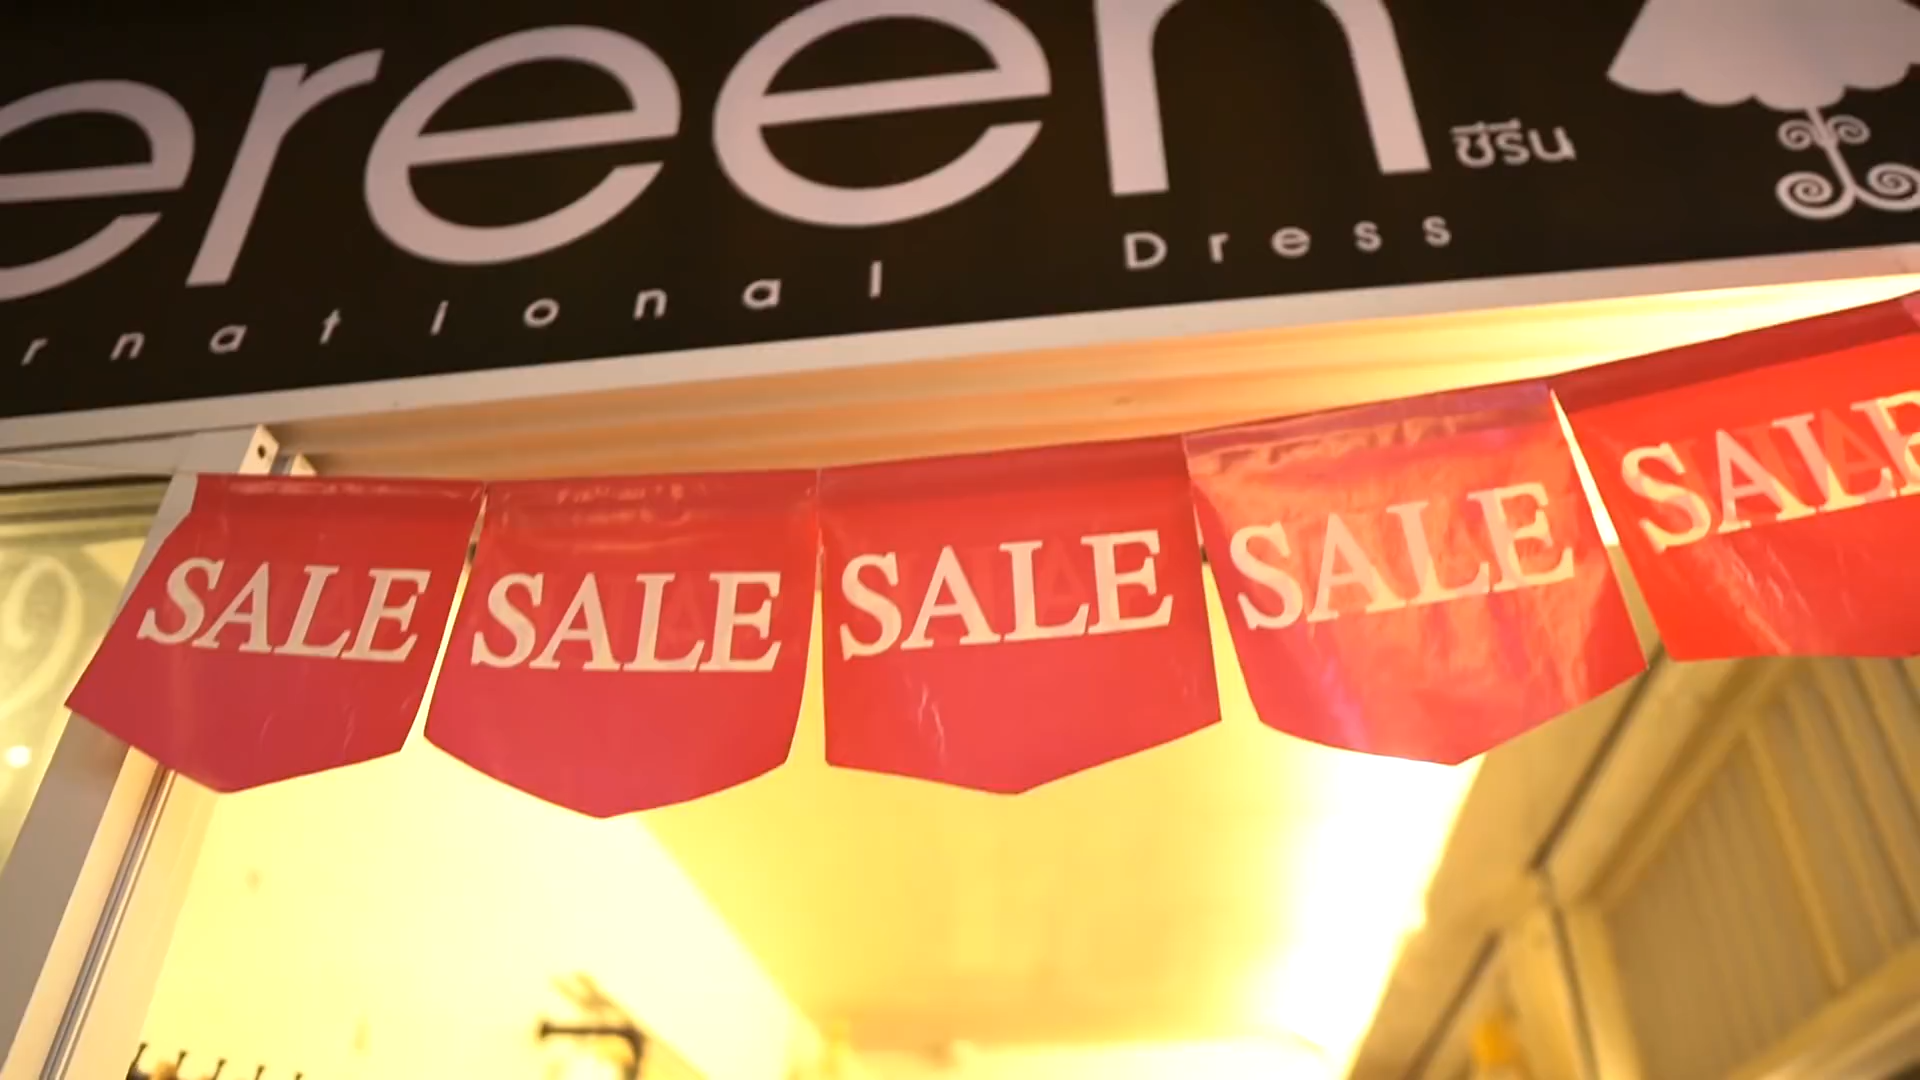 ereen ชีรีน
rnational Dress
SALE SALE SALE SALE SALE